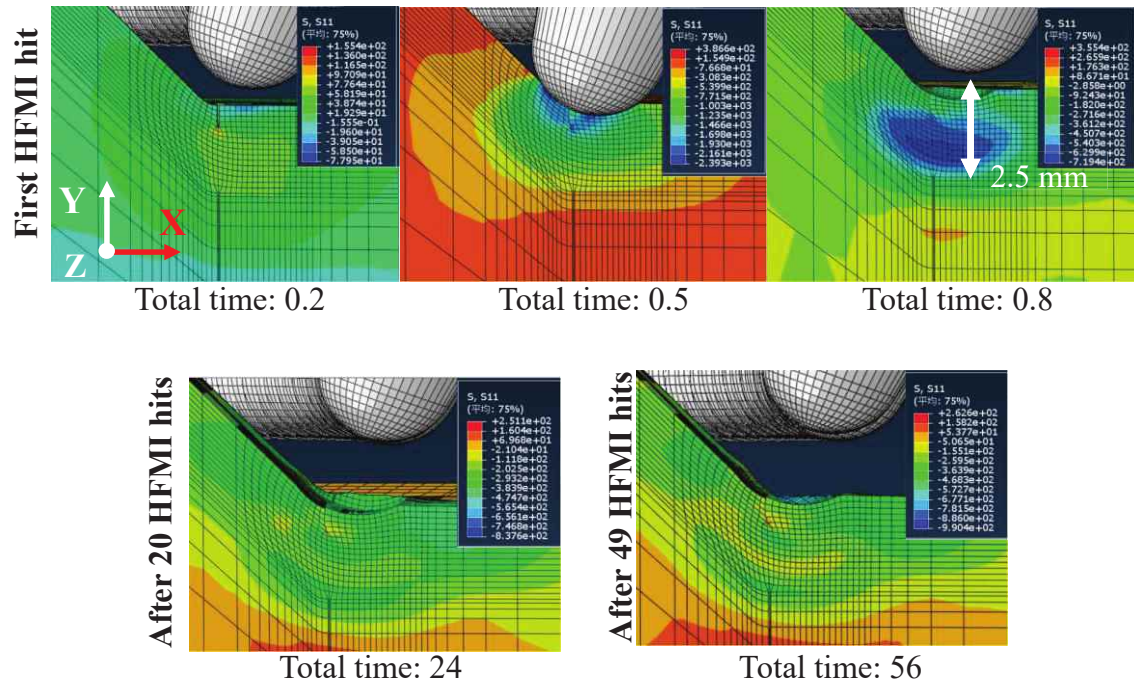 First HFMI hit
S, S11
(平均: 75%)
+1.554e+02
+1.360e+02
+1.165e+02
+9.709e+01
+7.764e+01
+5.819e+01
+3.874e+01
+1.929e+01
-1.555e-01
-1.960e+01
-3.905e+01
-5.850e+01
-7.795e+01
Y
X
Z
Total time: 0.2
S, S11
(平均: 75%)
+3.866e+02
+1.549e+02
-7.668e+01
-3.083e+02
-5.399e+02
-7.715e+02
-1.003e+03
-1.235e+03
-1.466e+03
-1.698e+03
-1.930e+03
-2.161e+03
-2.393e+03
Total time: 0.5
S, S11
(平均: 75%)
+3.554e+02
+2.659e+02
+1.763e+02
+8.671e+01
-2.858e+00
-9.243e+01
-1.820e+02
-2.716e+02
-3.612e+02
-4.507e+02
-5.403e+02
-6.299e+02
-7.194e+02
2.5 mm
Total time: 0.8
After 20 HFMI hits
S, S11
(平均: 75%)
+2.511e+02
+1.604e+02
+6.968e+01
-2.104e+01
-1.118e+02
-2.025e+02
-2.932e+02
-3.839e+02
-4.747e+02
-5.654e+02
-6.561e+02
-7.468e+02
-8.376e+02
Total time: 24
After 49 HFMI hits
S, S11
(平均: 75%)
+2.626e+02
+1.582e+02
+5.377e+01
-5.065e+01
-1.551e+02
-2.595e+02
-3.639e+02
-4.683e+02
-5.727e+02
-6.771e+02
-7.815e+02
-8.860e+02
-9.904e+02
Total time: 56